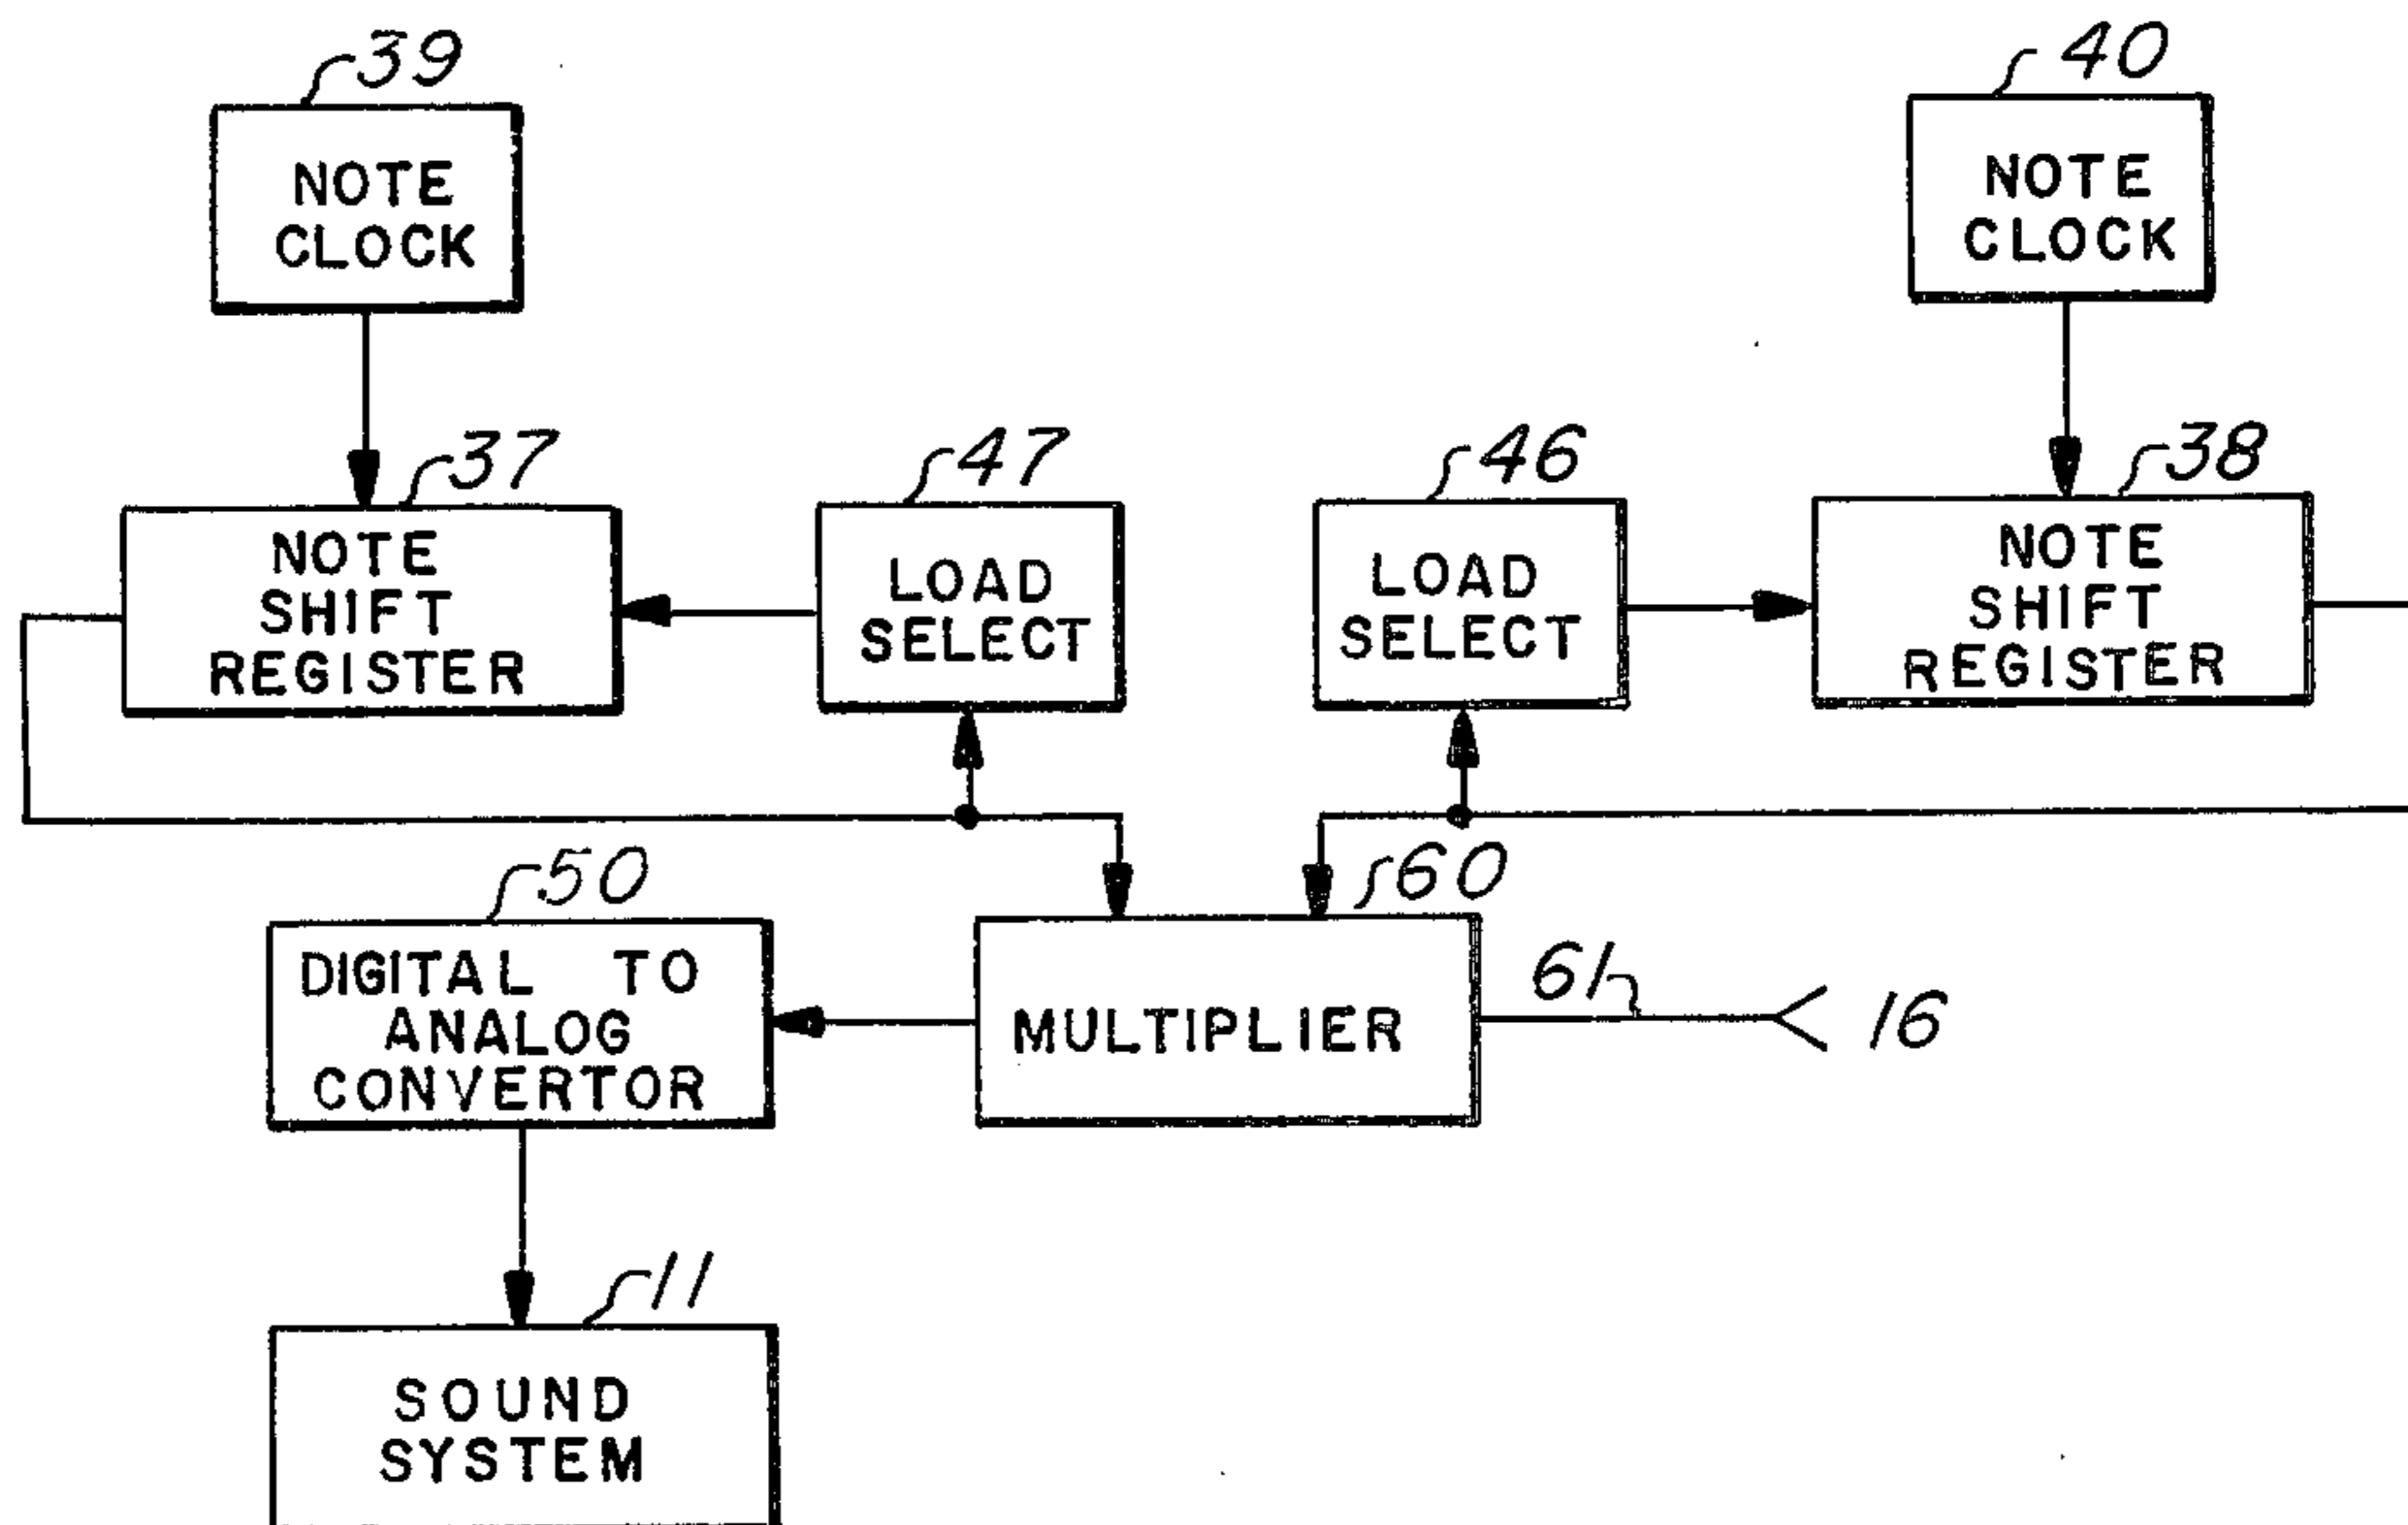 39
40
NOTE
CLOCK
NOTE
CLOCK
37
47
46
38
NOTE
SHIFT
REGISTER
LOAD
SELECT
LOAD
SELECT
NOTE
SHIFT
REGISTER
50
60
DIGITAL TO
ANALOG
CONVERTOR
MULTIPLIER
61
16
11
SOUND
SYSTEM